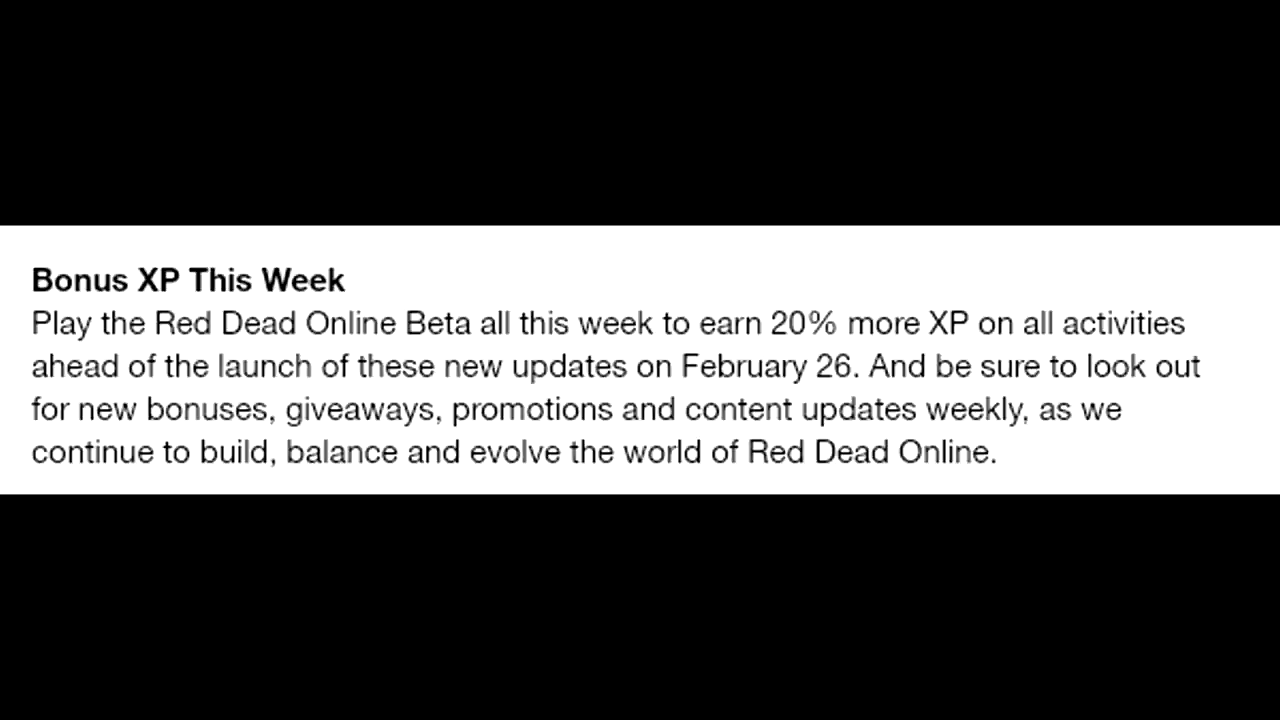 Bonus XP This Week
Play the Red Dead Online Beta all this week to earn 20% more XP on all activities
ahead of the launch of these new updates on February 26. And be sure to look out
for new bonuses, giveaways, promotions and content updates weekly, as we
continue to build, balance and evolve the world of Red Dead Online.